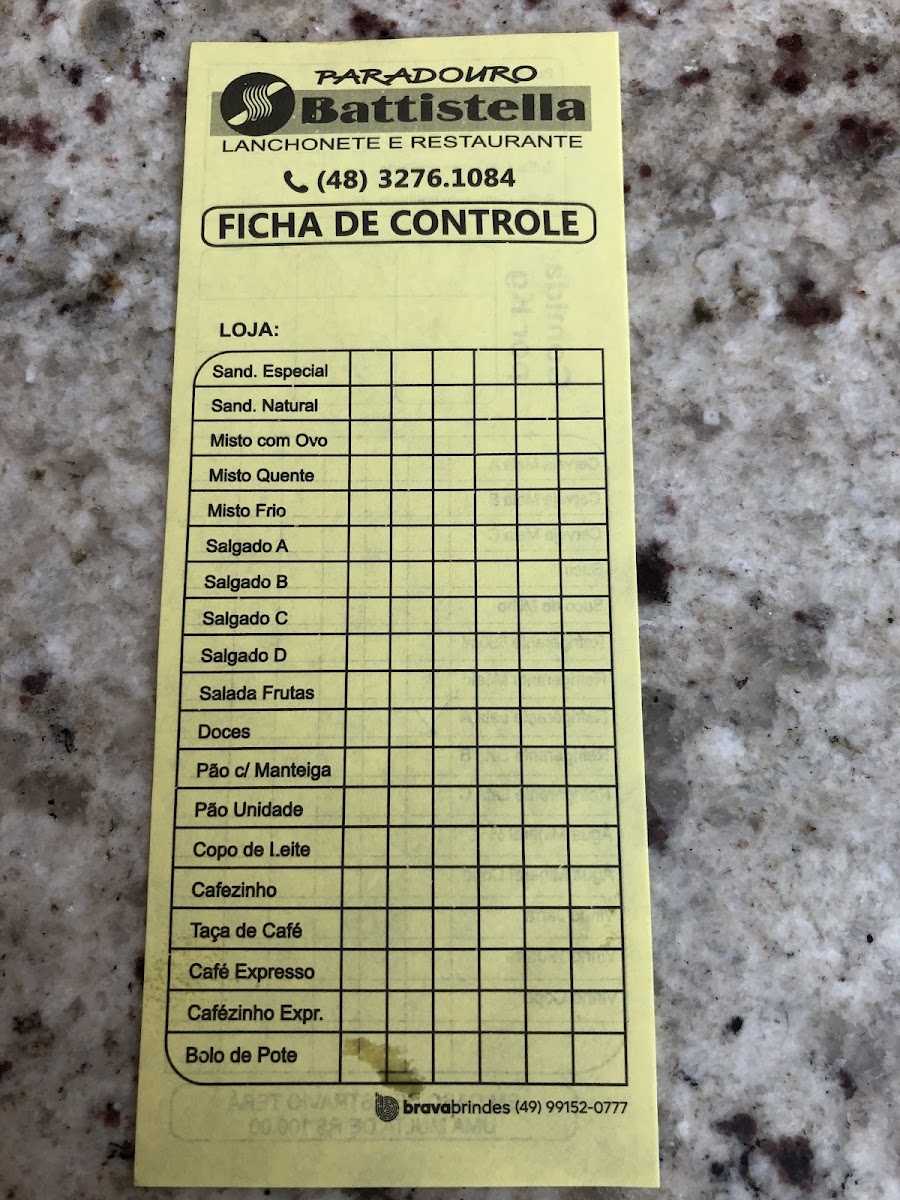 PARADOURO
Battistella
LANCHONETE E RESTAURANTE
(48) 3276.1084
FICHA DE CONTROLE
LOJA:
Sand. Especial
Sand. Natural
Misto com Ovo
Misto Quente
Misto Frio
Salgado A
Salgado B
Salgado C
Salgado D
Salada Frutas
Doces
Pão c/ Manteiga
Pão Unidade
Copo de Leite
Cafezinho
Taça de Café
Café Expresso
Cafézinho Expr.
Bolo de Pote
bravabrindes (49) 99152-0777